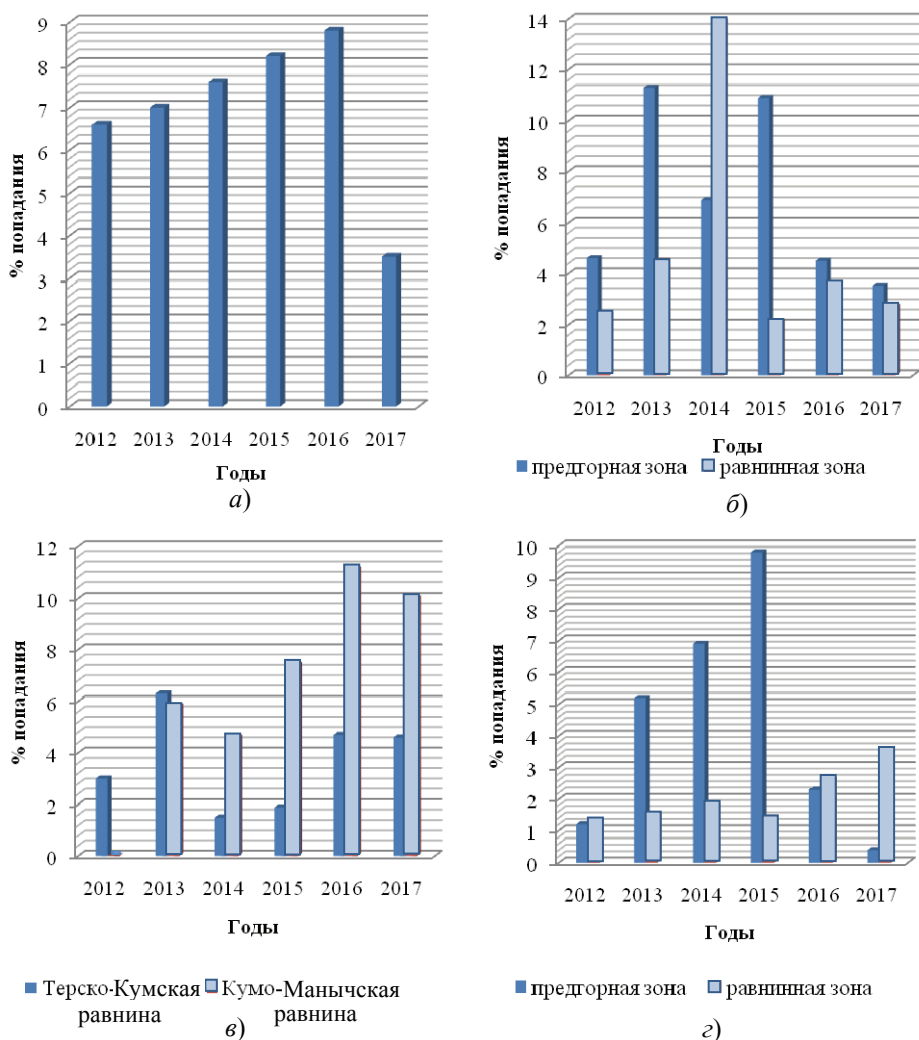 % попадания
9
8
7
6
5
4
3
2
1
0
2012 2013 2014 2015 2016 2017
Годы
а)
% попадания
14
12
10
8
6
4
2
0
2012 2013 2014 2015 2016 2017
Годы
предгорная зона равнинная зона
б)
% попадания
12
10
8
6
4
2
0
2012 2013 2014 2015 2016 2017
Годы
Терско-Кумская Кумо-Манычская
равнина равнина
в)
% попадания
10
9
8
7
6
5
4
3
2
1
0
2012 2013 2014 2015 2016 2017
Годы
предгорная зона равнинная зона
г)